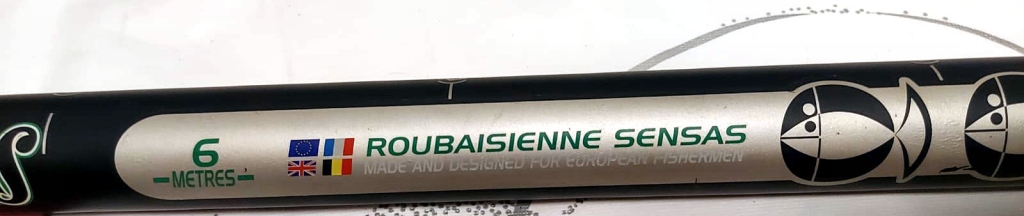 6
METRES
ROUBAISIENNE SENSAS
MADE AND DESIGNED FOR EUROPEAN FISHERMEN